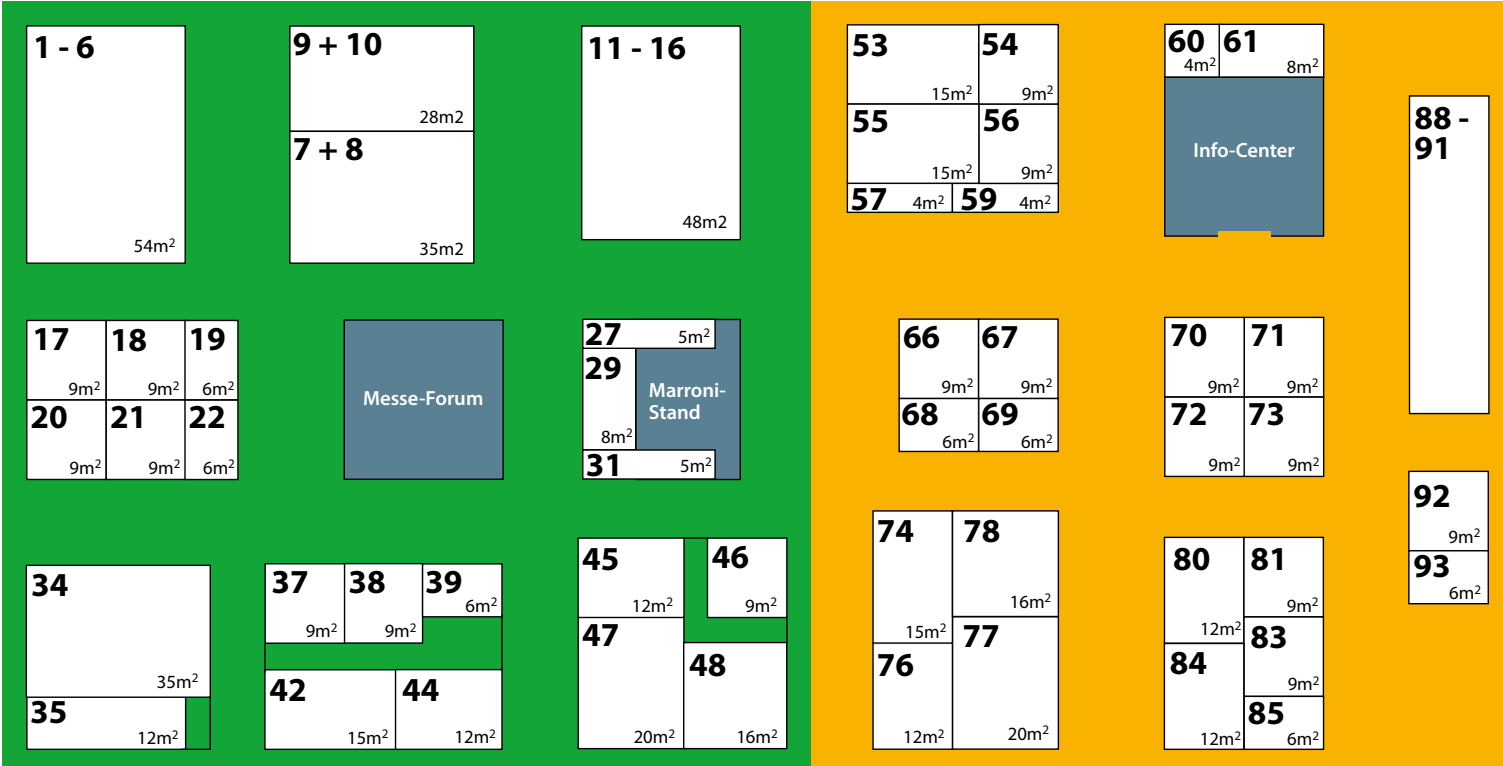 1 - 6
54m²
9 + 10
28m2
7 + 8
35m2
11 - 16
48m2
53
15m²
54
9m²
55
15m²
56
9m²
57 4m²
59 4m²
60
4m²
61
8m²
Info-Center
88 -
91
17
9m²
18
9m²
19
6m²
20
9m²
21
9m²
22
6m²
Messe-Forum
27 5m²
29
8m²
Marroni-
Stand
31 5m²
66
9m²
67
9m²
68
6m²
69
6m²
70
9m²
71
9m²
72
9m²
73
9m²
92
9m²
93
6m²
34
35m²
35
12m²
37
9m²
38
9m²
39
6m²
42
15m²
44
12m²
45
12m²
46
9m²
47
20m²
48
16m²
74
15m²
78
16m²
76
12m²
77
20m²
80
12m²
81
9m²
83
9m²
84
12m²
85
6m²